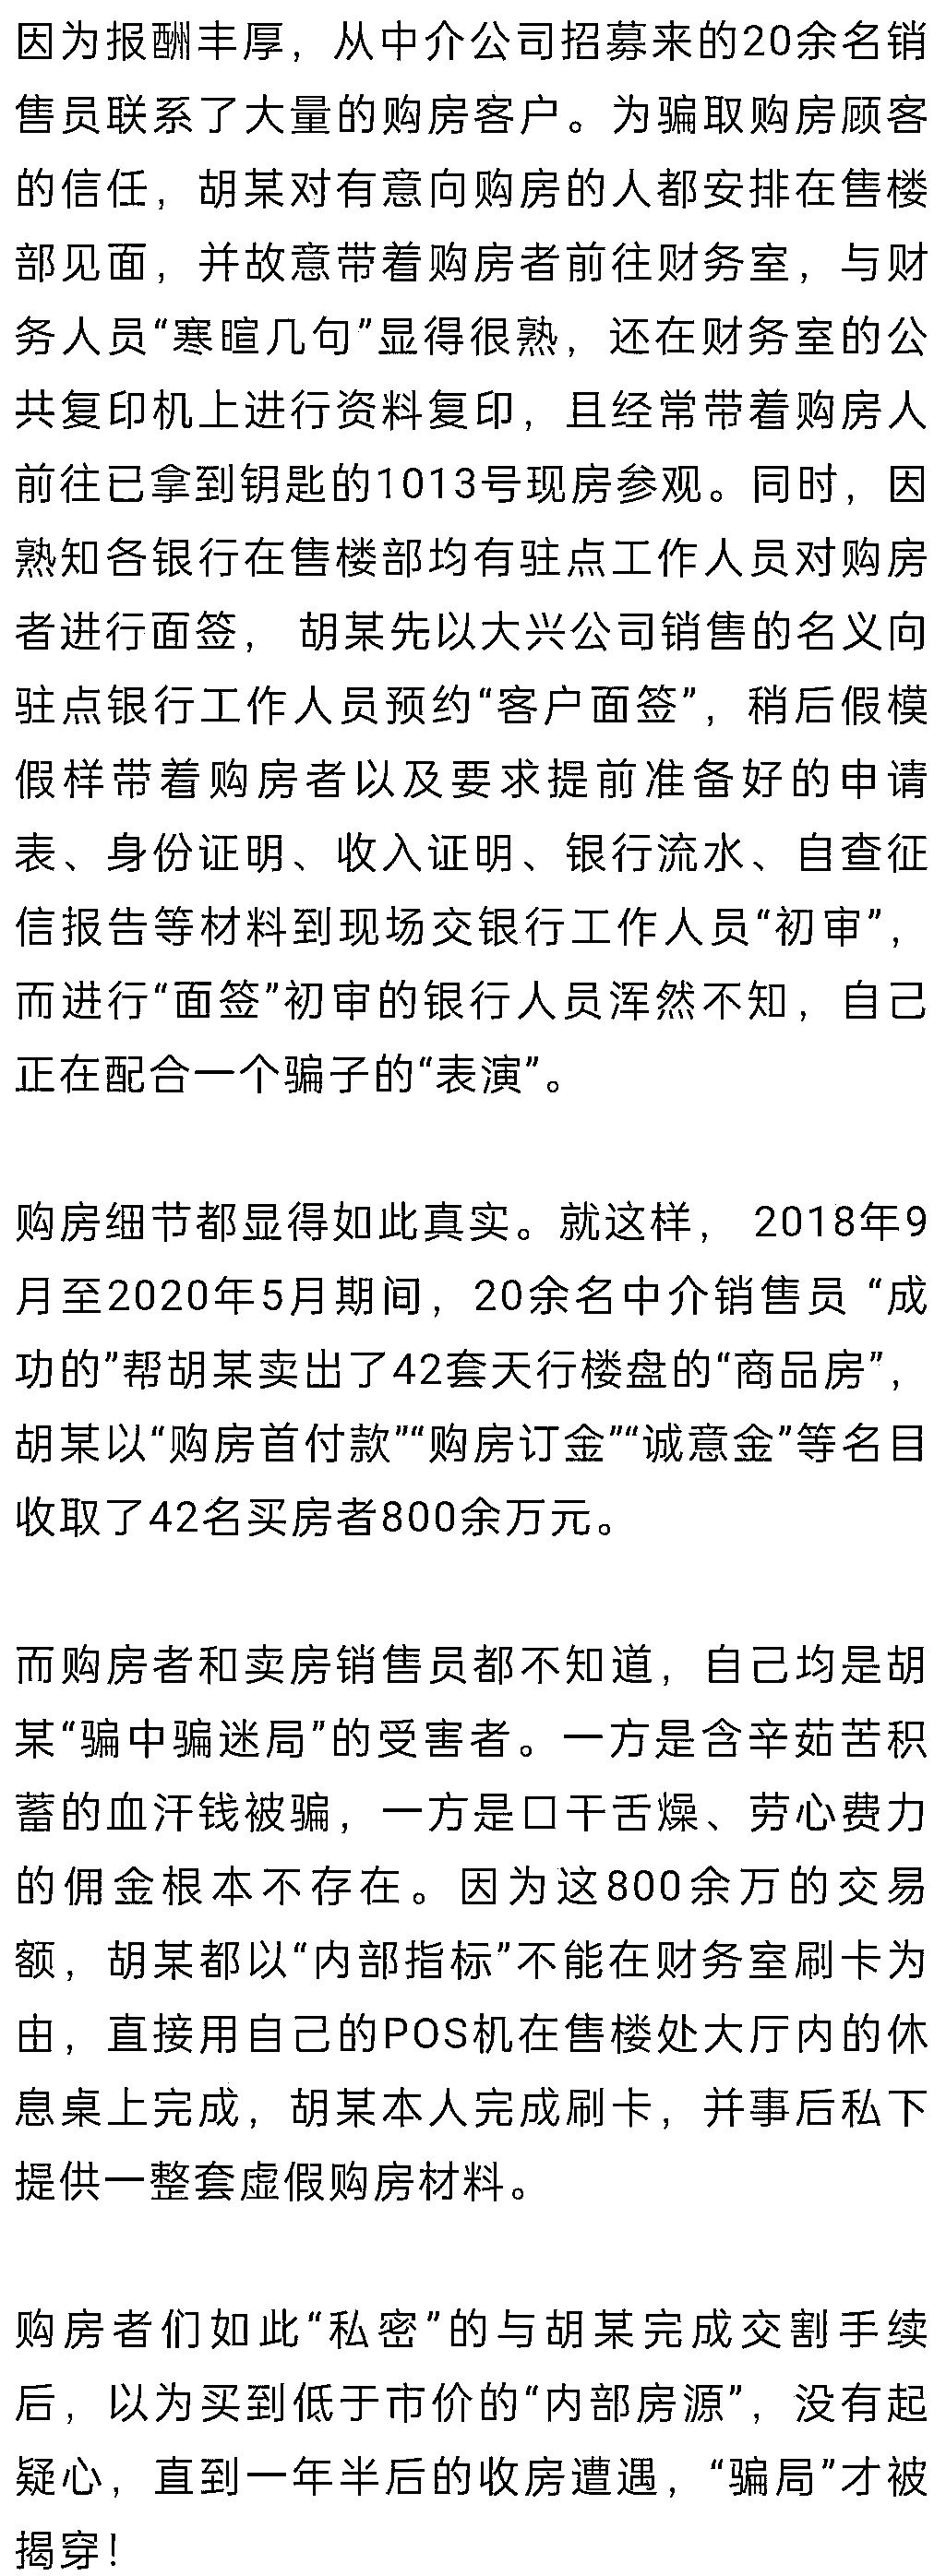 因为报酬丰厚，从中介公司招募来的20余名销
售员联系了大量的购房客户。为骗取购房顾客
的信任，胡某对有意向购房的人都安排在售楼
部见面，并故意带着购房者前往财务室，与财
务人员“寒暄几句”显得很熟，还在财务室的公
共复印机上进行资料复印，且经常带着购房人
前往已拿到钥匙的1013号现房参观。同时，因
熟知各银行在售楼部均有驻点工作人员对购房
者进行面签， 胡某先以大兴公司销售的名义向
驻点银行工作人员预约“客户面签”，稍后假模
假样带着购房者以及要求提前准备好的申请
表、身份证明、收入证明、银行流水、自查征
信报告等材料到现场交银行工作人员“初审”，
而进行“面签”初审的银行人员浑然不知，自己
正在配合一个骗子的“表演”。
购房细节都显得如此真实。就这样， 2018年9
月至2020年5月期间，20余名中介销售员 “成
功的”帮胡某卖出了42套天行楼盘的“商品房”，
胡某以“购房首付款”“购房订金”“诚意金”等名目
收取了42名买房者800余万元。
而购房者和卖房销售员都不知道，自己均是胡
某“骗中骗迷局”的受害者。一方是含辛茹苦积
蓄的血汗钱被骗，一方是口干舌燥、劳心费力
的佣金根本不存在。因为这800余万的交易
额，胡某都以“内部指标”不能在财务室刷卡为
由，直接用自己的POS机在售楼处大厅内的休
息桌上完成，胡某本人完成刷卡，并事后私下
提供一整套虚假购房材料。
购房者们如此“私密”的与胡某完成交割手续
后，以为买到低于市价的“内部房源”，没有起
疑心，直到一年半后的收房遭遇，“骗局”才被
揭穿！